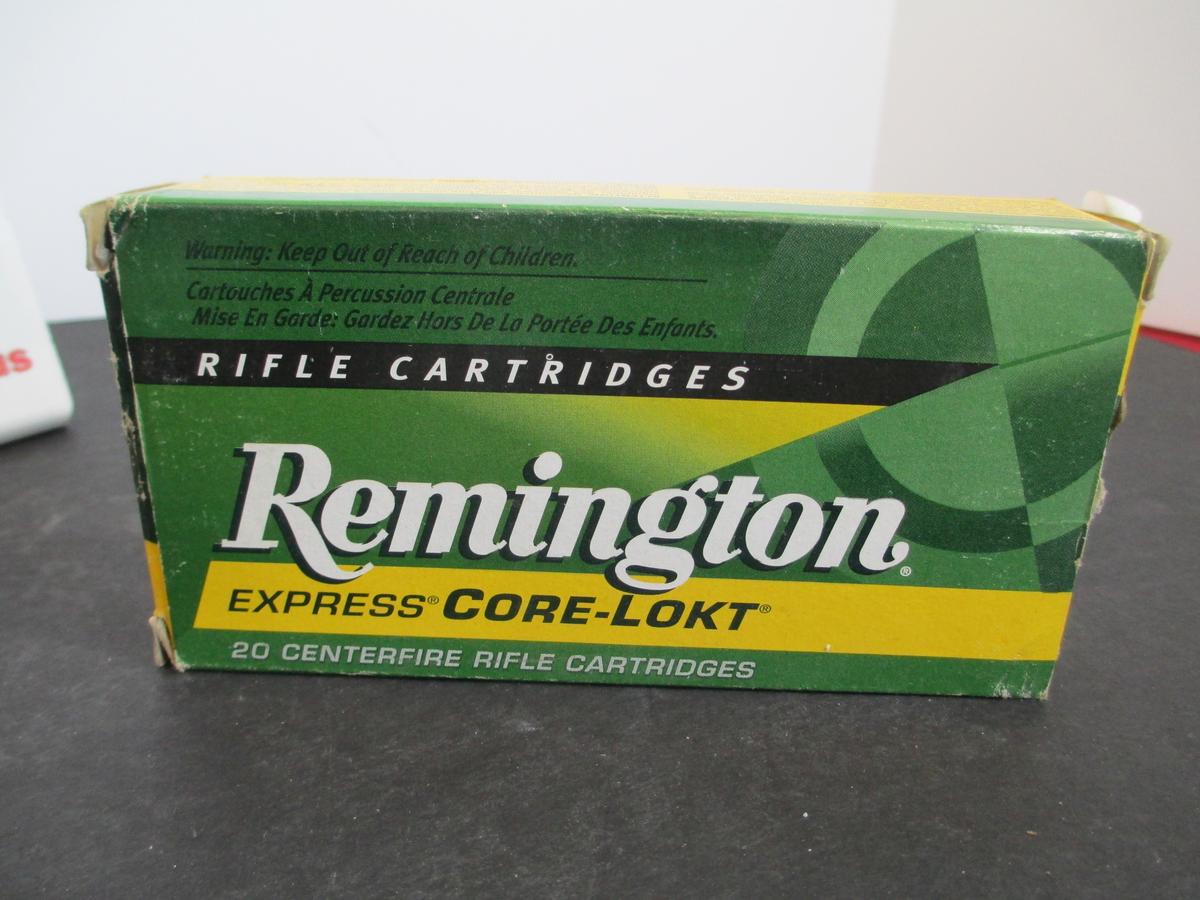 Warning: Keep Out of Reach of Children.
Cartouches À Percussion Centrale
Mise En Garde: Gardez Hors De La Portée Des Enfants.
RIFLE CARTRIDGES
Remington®
EXPRESS® CORE-LOKT®
20 CENTERFIRE RIFLE CARTRIDGES